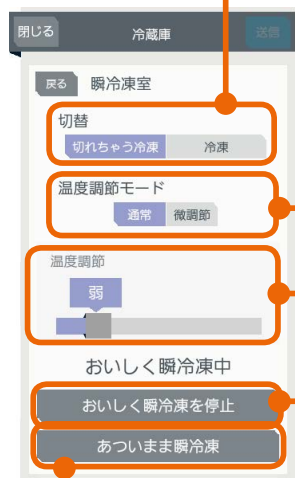 閉じる 冷蔵庫 送信
戻る 瞬冷凍室
切替
切れちゃう冷凍 冷凍
温度調節モード
通常 微調節
温度調節
弱
おいしく瞬冷凍中
おいしく瞬冷凍を停止
あついまま瞬冷凍